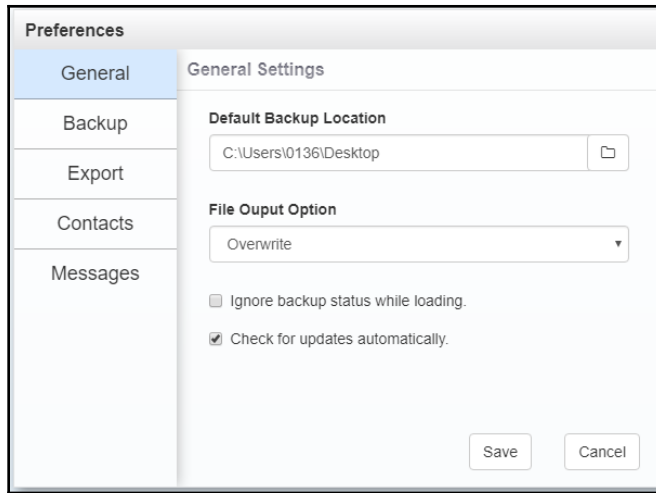 Preferences
General
Backup
Export
Contacts
Messages
General Settings
Default Backup Location
C:\Users\0136\Desktop
File Ouput Option
Overwrite
Ignore backup status while loading.
Check for updates automatically.
Save
Cancel